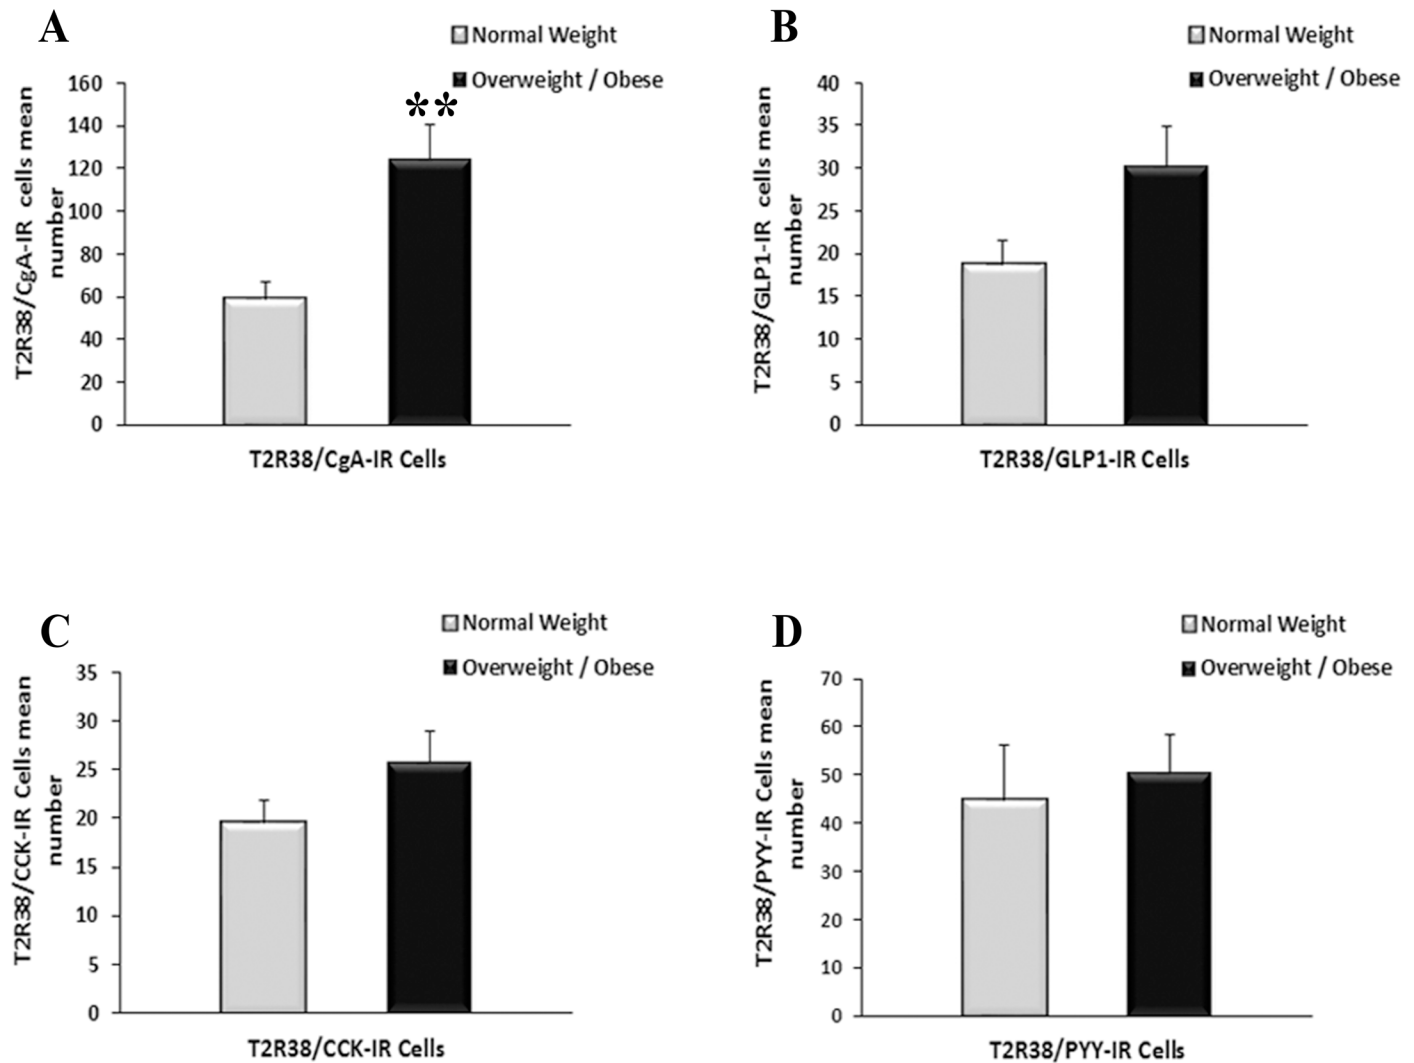 A
Normal Weight
Overweight / Obese
**
T2R38/CgA-IR cells mean
number
160
140
120
100
80
60
40
20
0
T2R38/CgA-IR Cells
B
Normal Weight
Overweight / Obese
T2R38/GLP1-IR cells mean
number
40
35
30
25
20
15
10
5
0
T2R38/GLP1-IR Cells
C
Normal Weight
Overweight / Obese
T2R38/CCK-IR Cells mean
number
35
30
25
20
15
10
5
0
T2R38/CCK-IR Cells
D
Normal Weight
Overweight / Obese
T2R38/PYY-IR Cells mean
number
70
60
50
40
30
20
10
0
T2R38/PYY-IR Cells